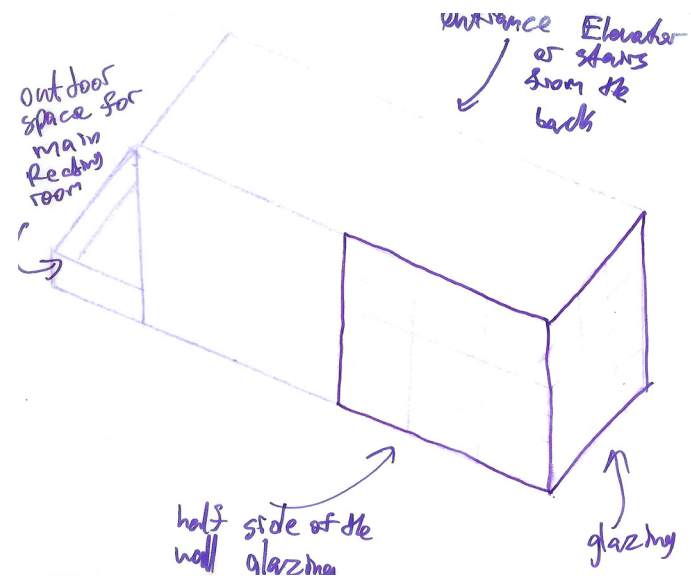 entrance Elevator
or stairs
from the
back
outdoor
space for
main
Reading
room
half side of the
wall glazing
glazing